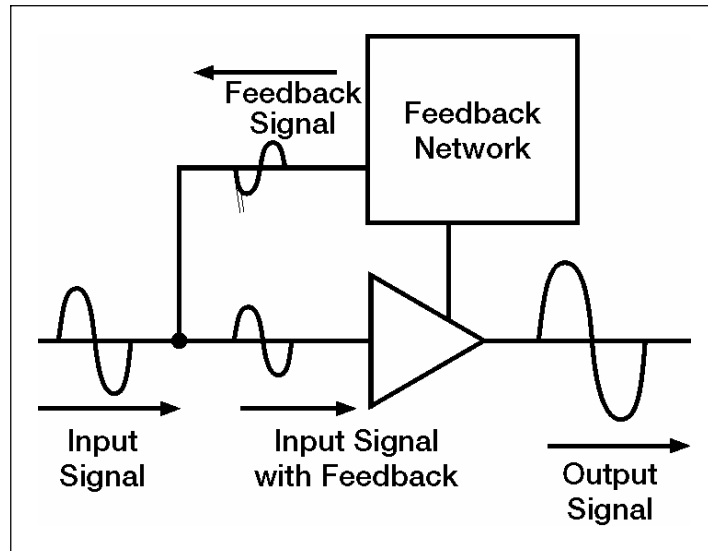 Feedback
Signal
Feedback
Network
Input
Signal
Input Signal
with Feedback
Output
Signal